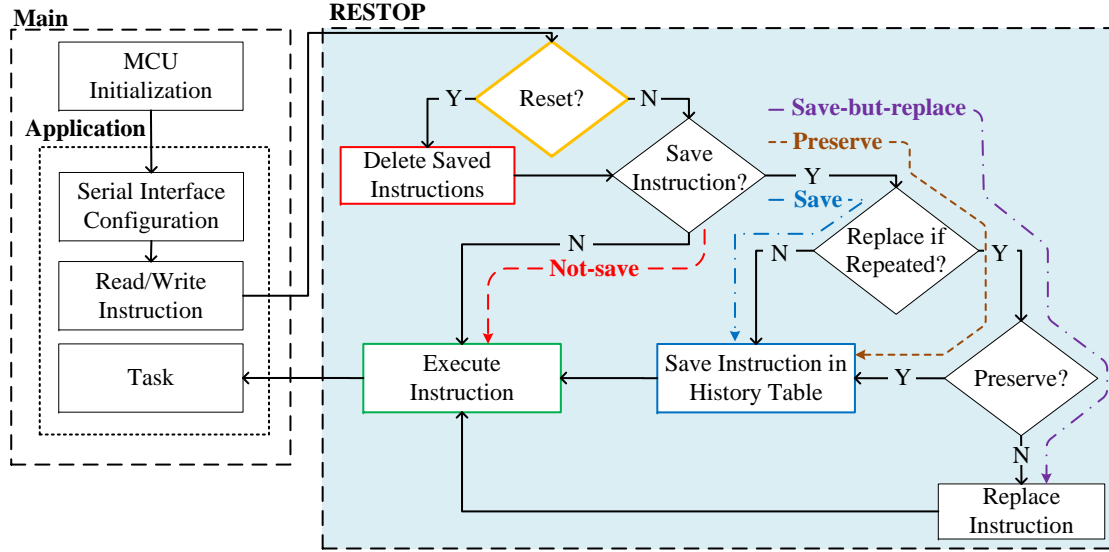 Main
MCU
Initialization
Application
Serial Interface
Configuration
Read/Write
Instruction
Task
RESTOP
Reset?
Y
N
Delete Saved
Instructions
Save
Instruction?
Y
N
Not-save
Save-but-replace
Preserve
Save
Replace if
Repeated?
N
Y
Execute
Instruction
Save Instruction in
History Table
Y
Preserve?
N
Replace
Instruction